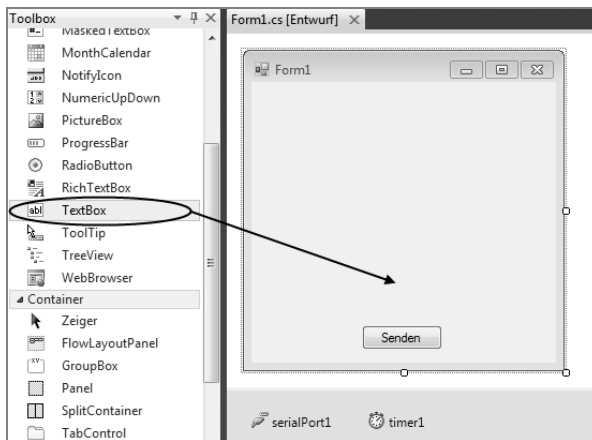 Toolbox
MaskedTextBox
MonthCalendar
NotifyIcon
NumericUpDown
PictureBox
ProgressBar
RadioButton
RichTextBox
TextBox
ToolTip
TreeView
WebBrowser
Container
Zeiger
FlowLayoutPanel
GroupBox
Panel
SplitContainer
TabControl
Form1.cs [Entwurf]
Form1
Senden
serialPort1
timer1